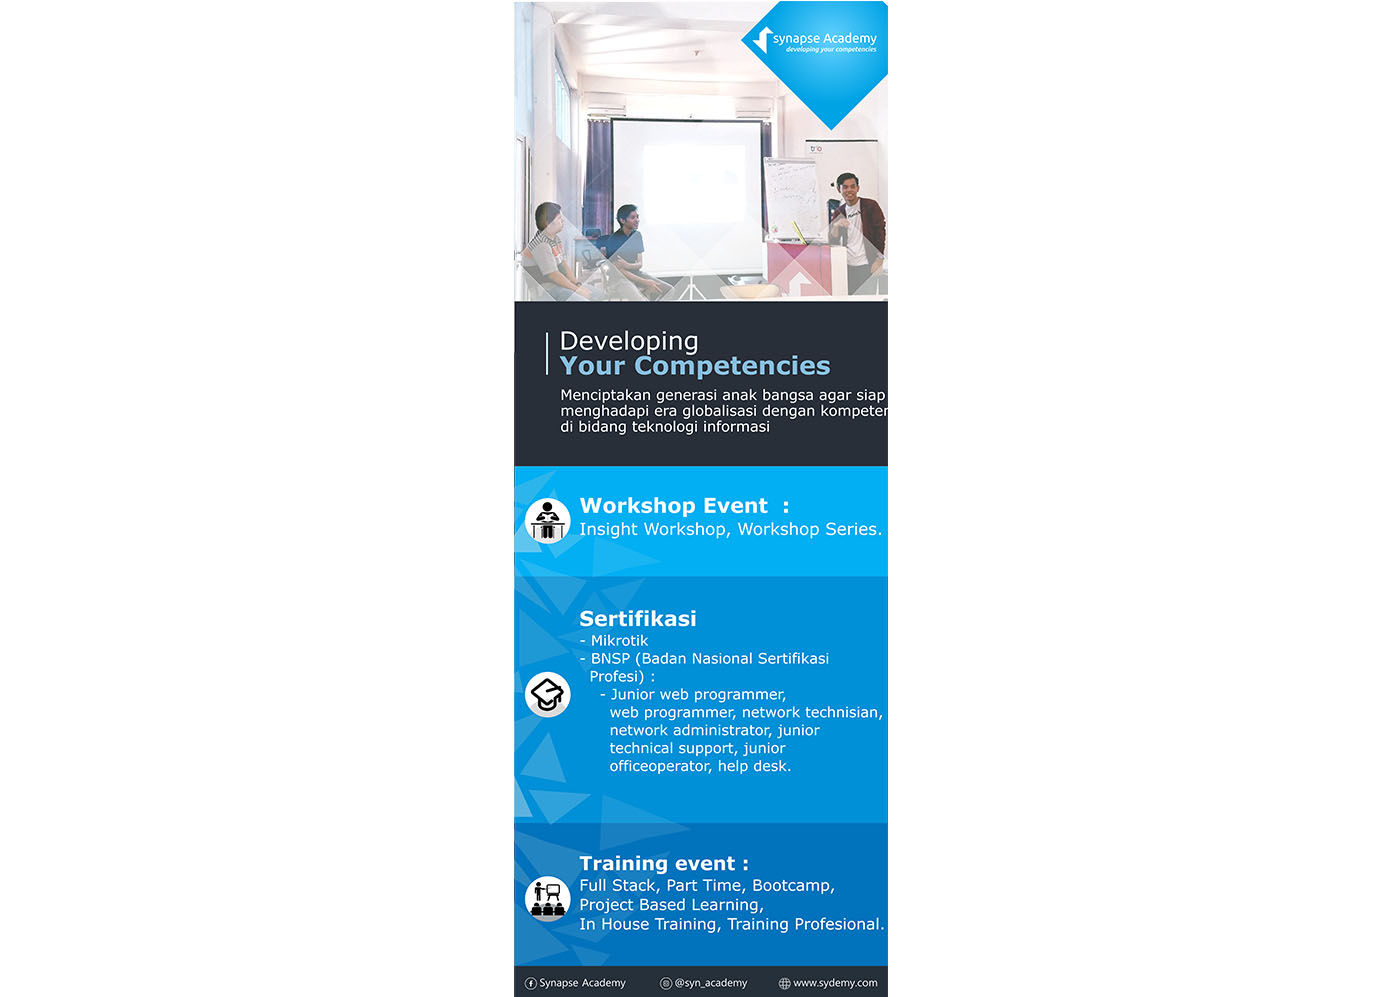 synapse Academy
developing your competencies
Developing
Your Competencies
Menciptakan generasi anak bangsa agar siap
menghadapi era globalisasi dengan kompeten
di bidang teknologi informasi
Workshop Event :
Insight Workshop, Workshop Series.
Sertifikasi
- Mikrotik
- BNSP (Badan Nasional Sertifikasi
Profesi) :
- Junior web programmer,
web programmer, network technisian,
network administrator, junior
technical support, junior
officeoperator, help desk.
Training event :
Full Stack, Part Time, Bootcamp,
Project Based Learning,
In House Training, Training Profesional.
Synapse Academy @syn_academy www.sydemy.com